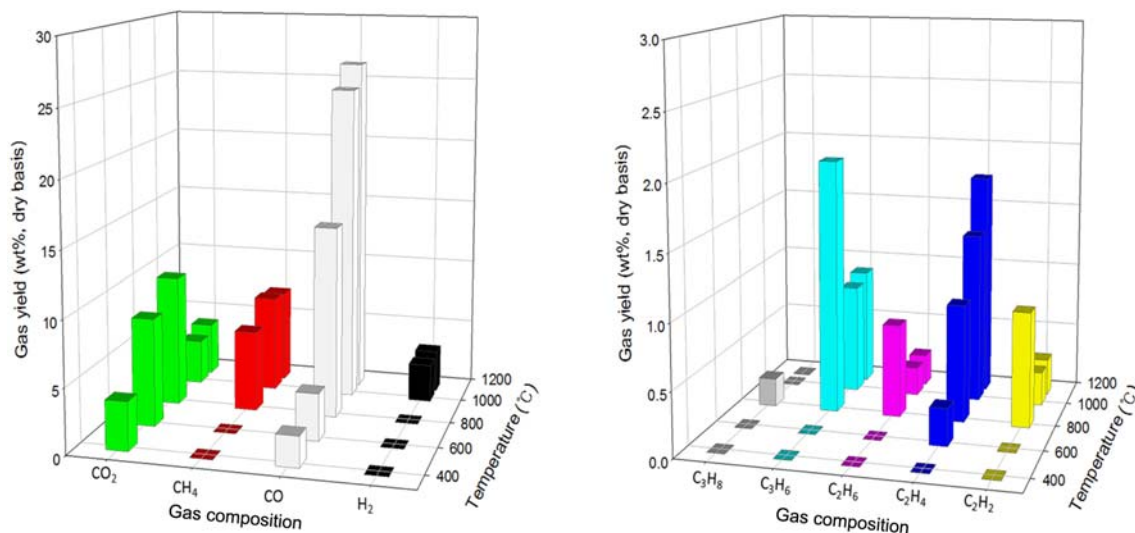 30
25
20
15
10
5
0
Gas yield (wt%, dry basis)
CO₂
CH₄
CO
H₂
Gas composition
400
600
800
1000
1200
Temperature (℃)
3.0
2.5
2.0
1.5
1.0
0.5
0.0
Gas yield (wt%, dry basis)
C₃H₈
C₃H₆
C₂H₆
C₂H₄
C₂H₂
Gas composition
400
600
800
1000
1200
Temperature (℃)